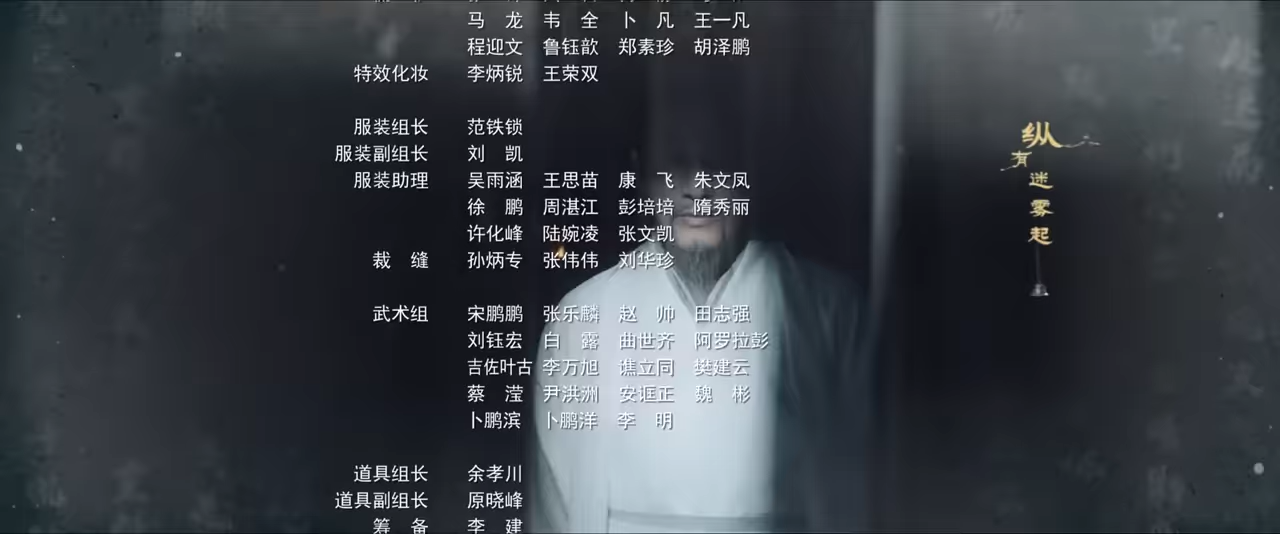 马 龙 韦 全 卜 凡 王一凡
程迎文 鲁钰歆 郑素珍 胡泽鹏
特效化妆 李炳锐 王荣双
服装组长 范铁锁
服装副组长 刘 凯
服装助理 吴雨涵 王思苗 康 飞 朱文凤
徐 鹏 周湛江 彭培培 隋秀丽
许化峰 陆婉凌 张文凯
裁 缝 孙炳专 张伟伟 刘华珍
武术组 宋鹏鹏 张乐麟 赵 帅 田志强
刘钰宏 白 露 曲世齐 阿罗拉彭
吉佐叶古 李万旭 谯立同 樊建云
蔡 滢 尹洪洲 安诓正 魏 彬
卜鹏滨 卜鹏洋 李 明
道具组长 余孝川
道具副组长 原晓峰
筹 备 李 建
纵有迷雾起